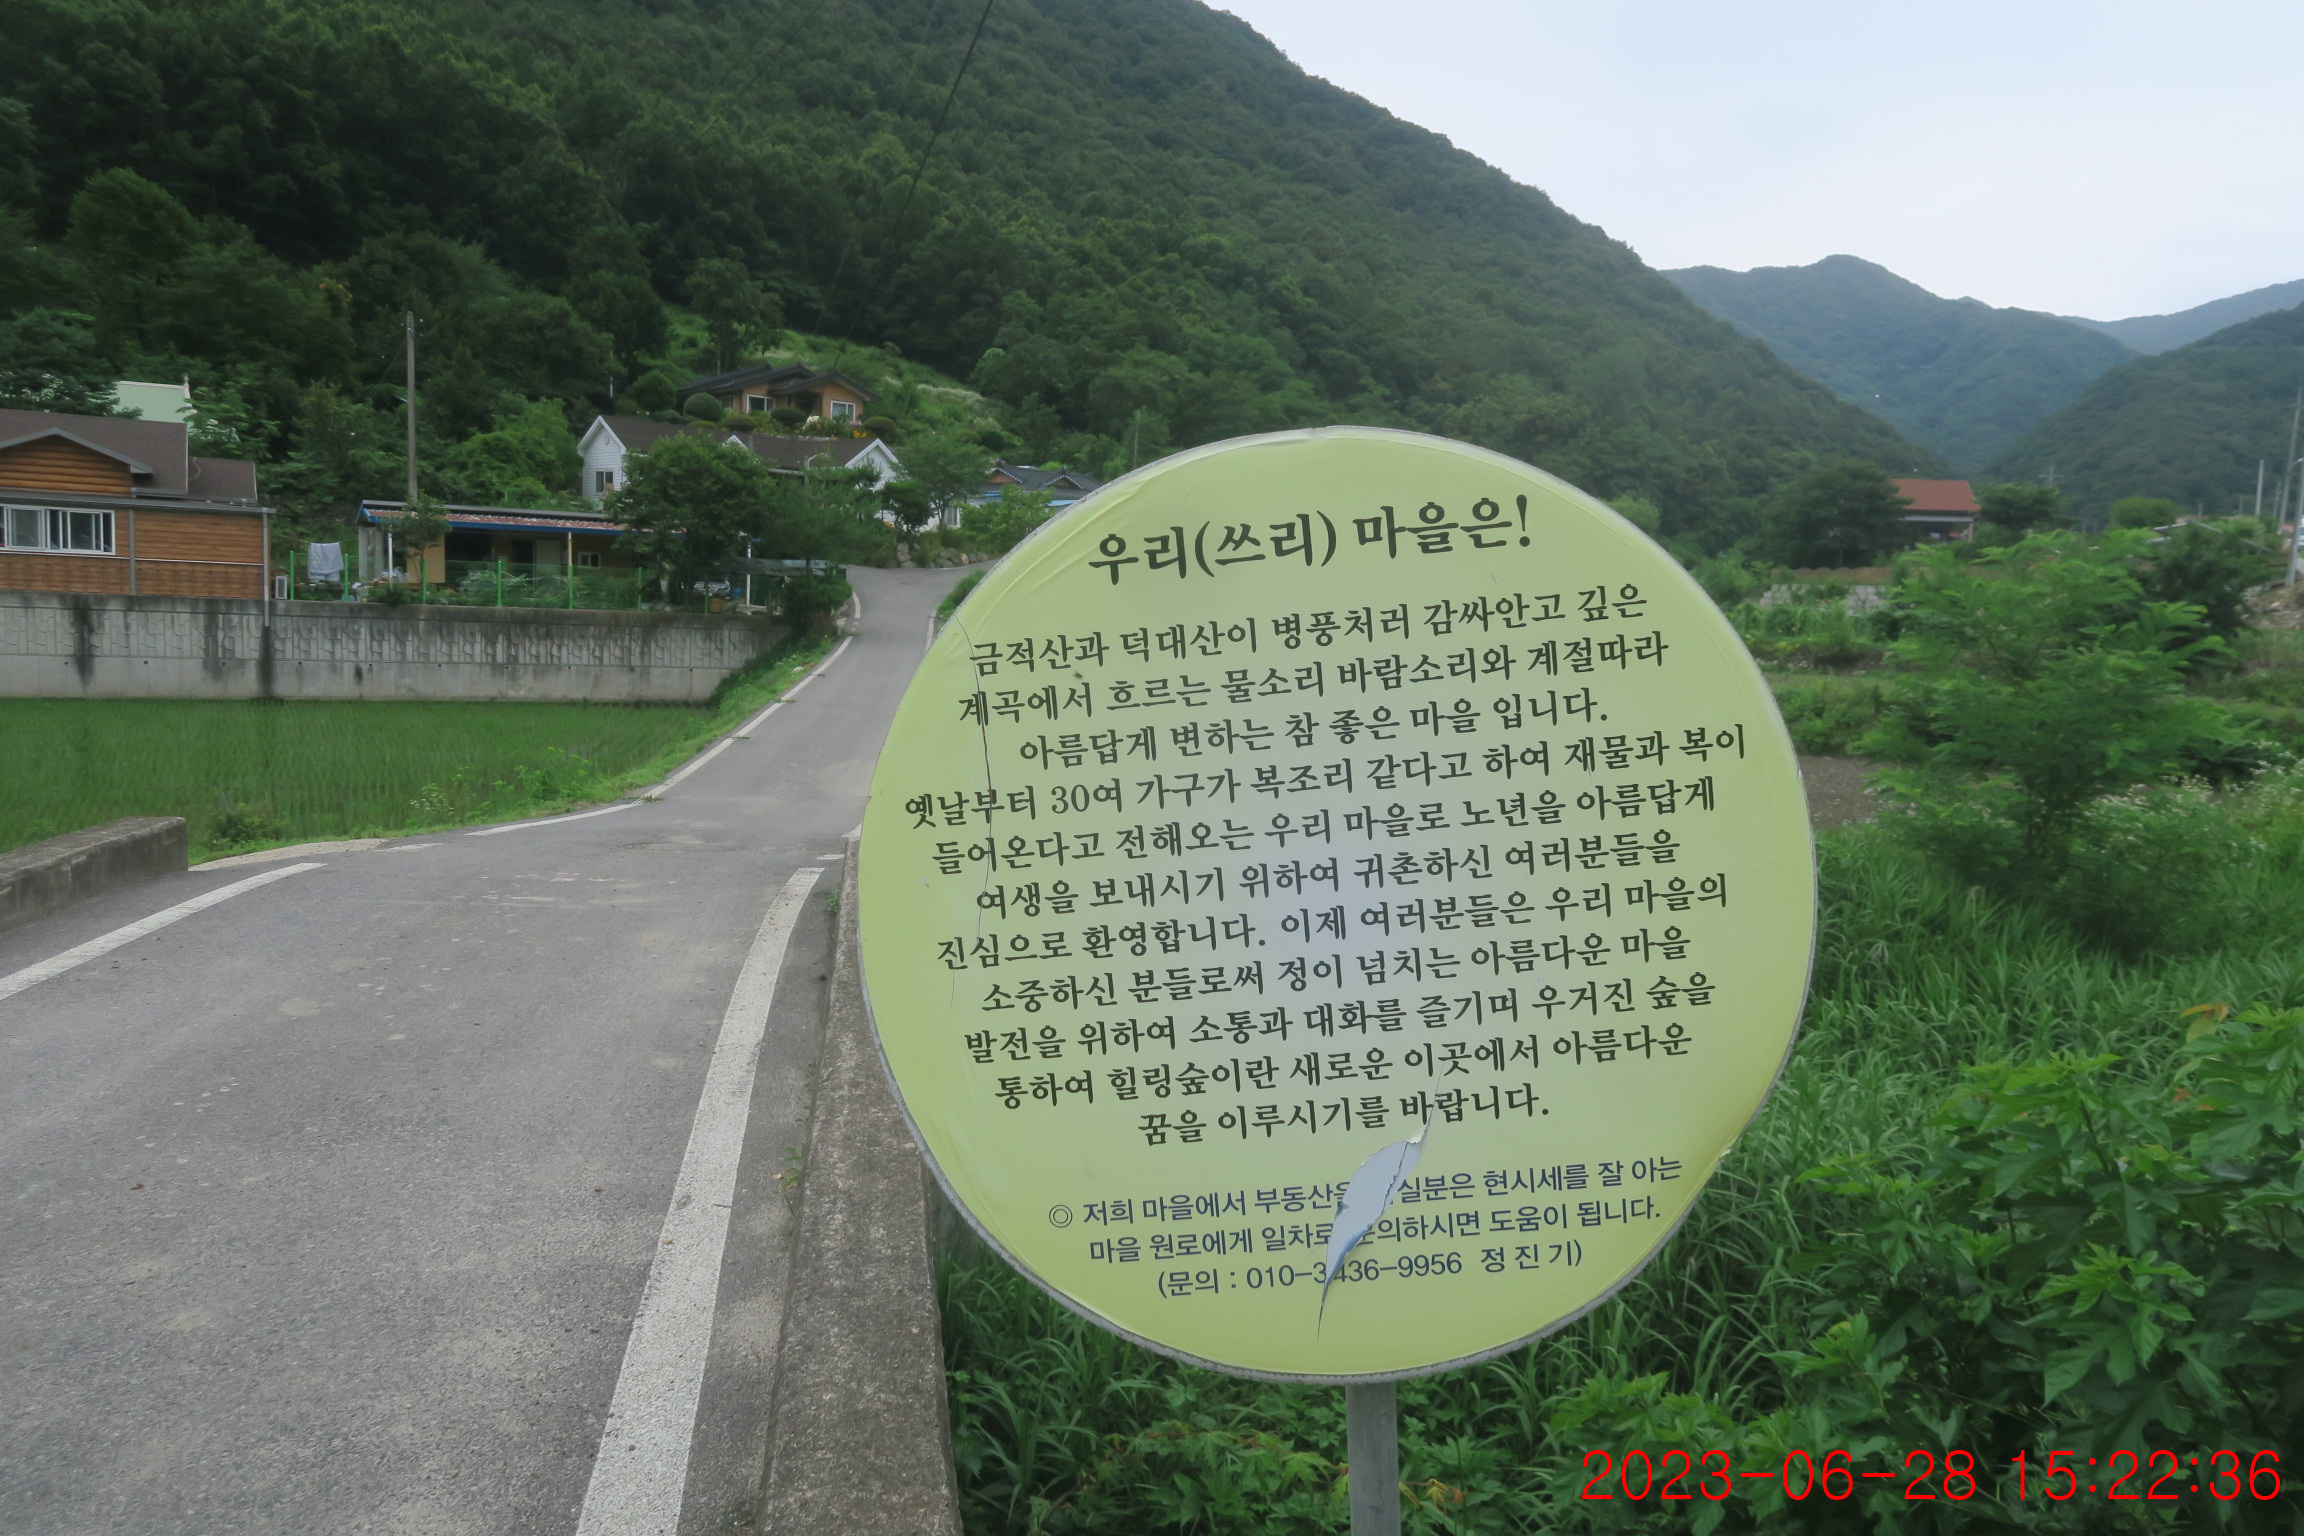 우리(쓰리) 마을은!
금적산과 덕대산이 병풍처러 감싸안고 깊은
계곡에서 흐르는 물소리 바람소리와 계절따라
아름답게 변하는 참 좋은 마을 입니다.
옛날부터 30여 가구가 복조리 같다고 하여 재물과 복이
들어온다고 전해오는 우리 마을로 노년을 아름답게
여생을 보내시기 위하여 귀촌하신 여러분들을
진심으로 환영합니다. 이제 여러분들은 우리 마을의
소중하신 분들로써 정이 넘치는 아름다운 마을
발전을 위하여 소통과 대화를 즐기며 우거진 숲을
통하여 힐링숲이란 새로운 이곳에서 아름다운
꿈을 이루시기를 바랍니다.
◎ 저희 마을에서 부동산을 실분은 현시세를 잘 아는
마을 원로에게 일차로 문의하시면 도움이 됩니다.
(문의 : 010-3436-9956 정 진 기)
2023-06-28 15:22:36